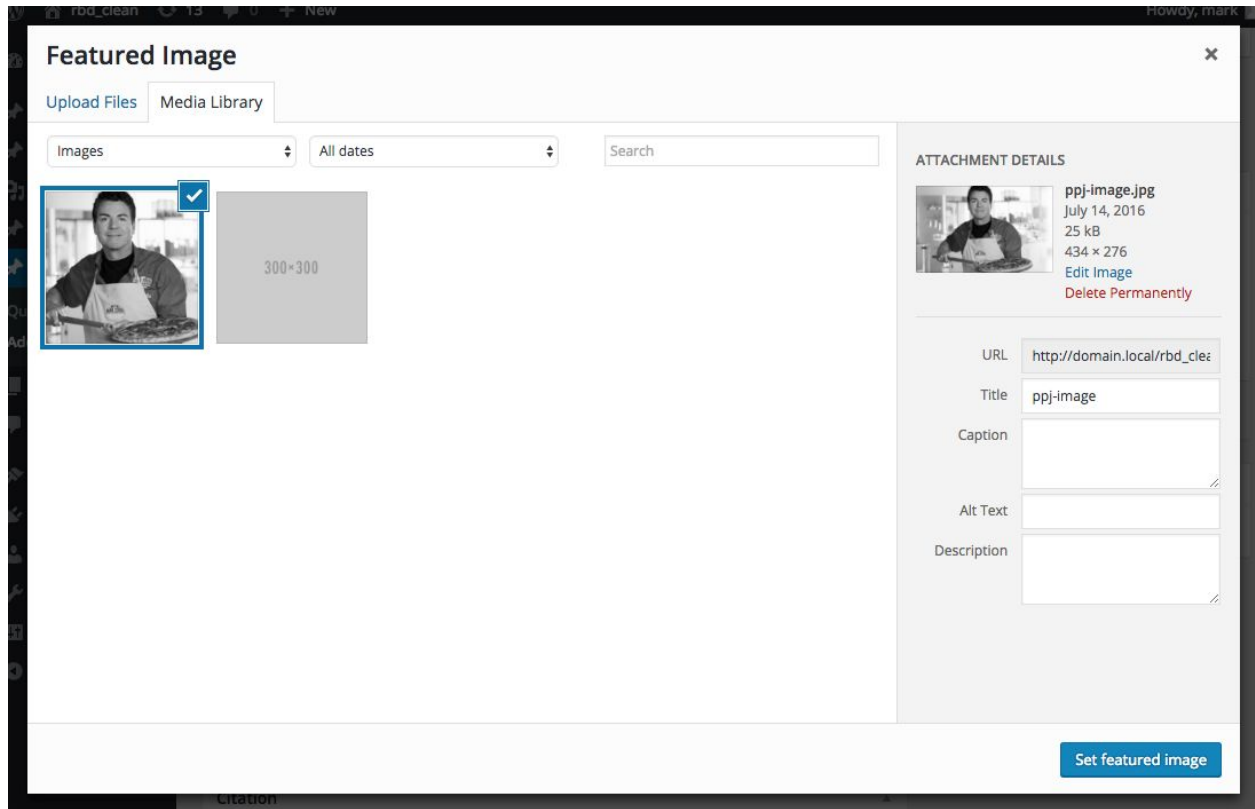 rbd_clean 13 0 + New Howdy, mark
Featured Image
×
Upload Files Media Library
Images All dates Search
300×300
ATTACHMENT DETAILS
ppj-image.jpg
July 14, 2016
25 kB
434 × 276
Edit Image
Delete Permanently
URL http://domain.local/rbd_clea
Title ppj-image
Caption
Alt Text
Description
Set featured image
Qu
Ad
Citation